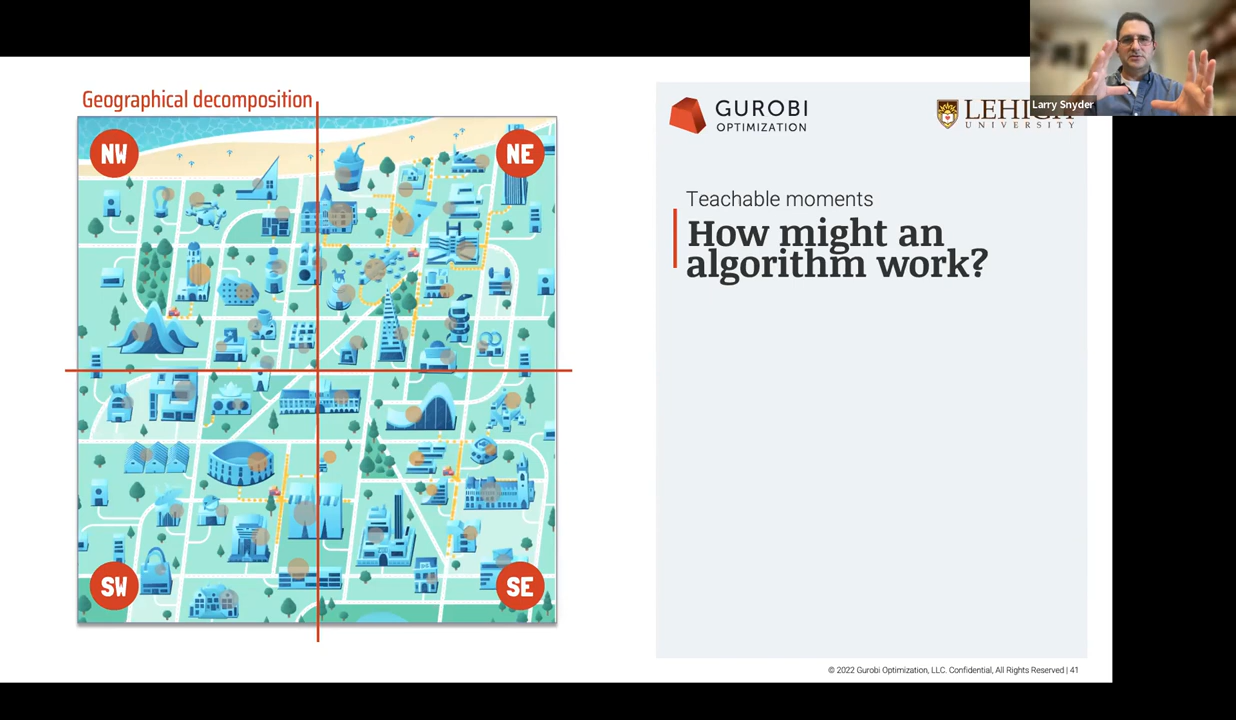 Geographical decomposition
NW
NE
SW
SE
GUROBI
OPTIMIZATION
LEHIGH
UNIVERSITY
Larry Snyder
Teachable moments
How might an
algorithm work?
© 2022 Gurobi Optimization, LLC. Confidential, All Rights Reserved | 41